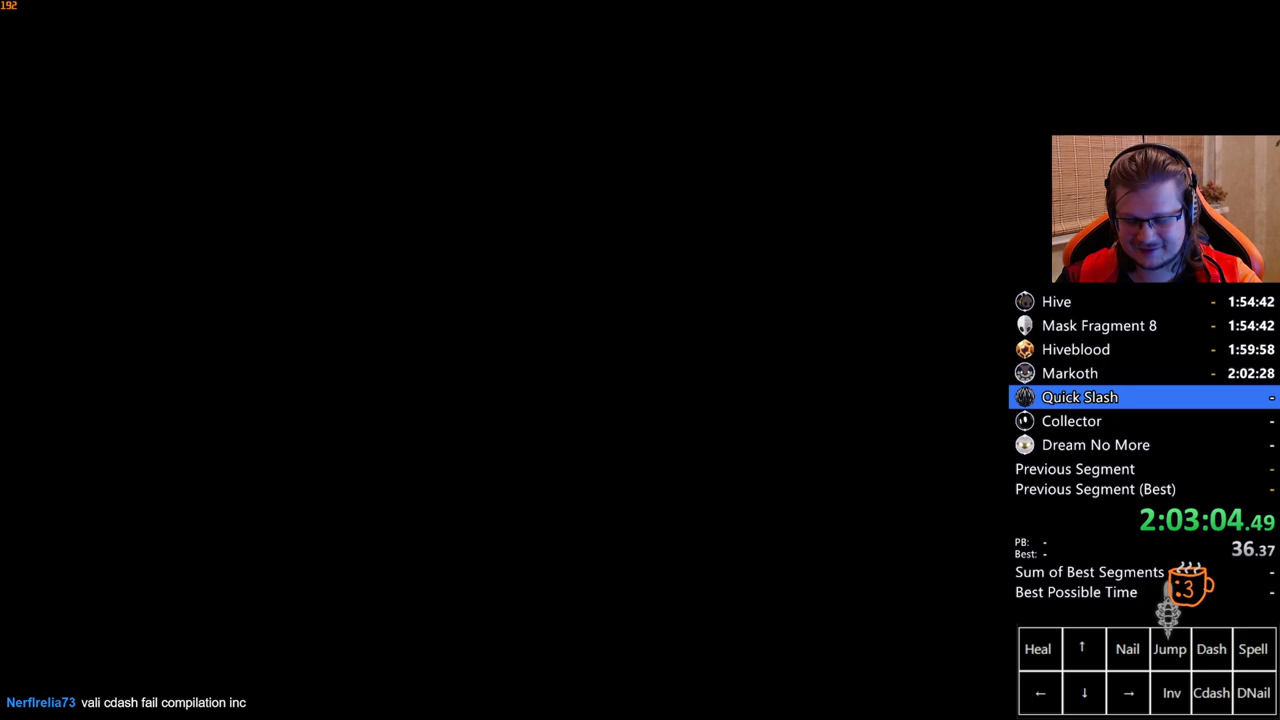 192
Hive - 1:54:42
Mask Fragment 8 - 1:54:42
Hiveblood - 1:59:58
Markoth - 2:02:28
Quick Slash -
Collector -
Dream No More -
Previous Segment -
Previous Segment (Best) -
2:03:04.49
PB: -
Best: -
36.37
Sum of Best Segments -
:3
Best Possible Time -
Heal ↑ Nail Jump Dash Spell
← ↓ → Inv Cdash DNail
NerfIrelia73 vali cdash fail compilation inc